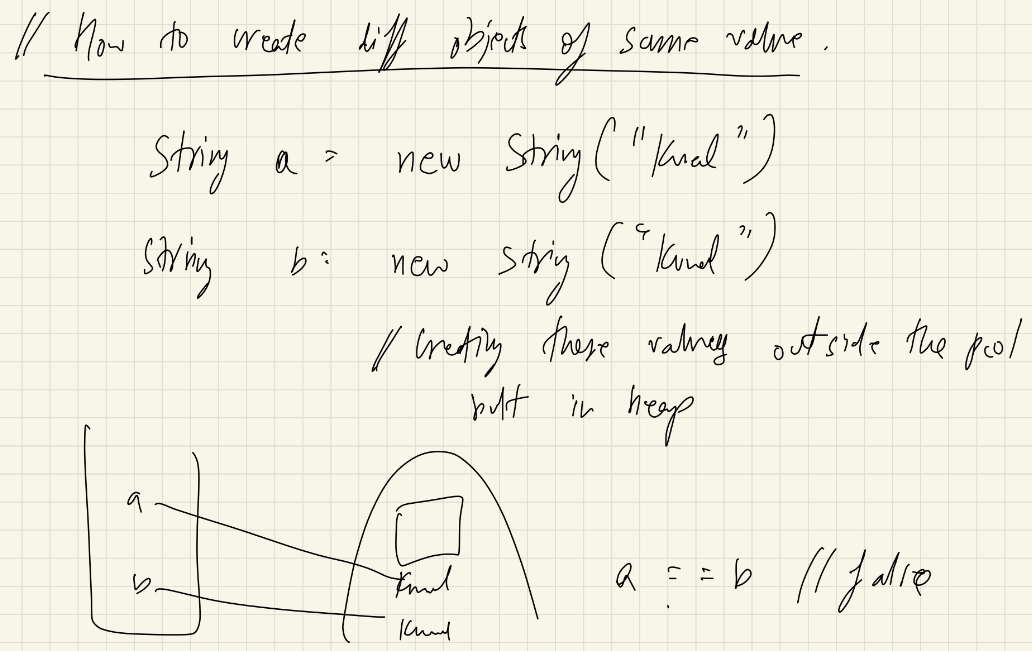 // How to create diff objects of same value.
String a = new String("Kunal")
String b = new String("Kunal")
// Creating these values outside the pool
but in heap
a
b
Kunal
Kunal
a == b // false